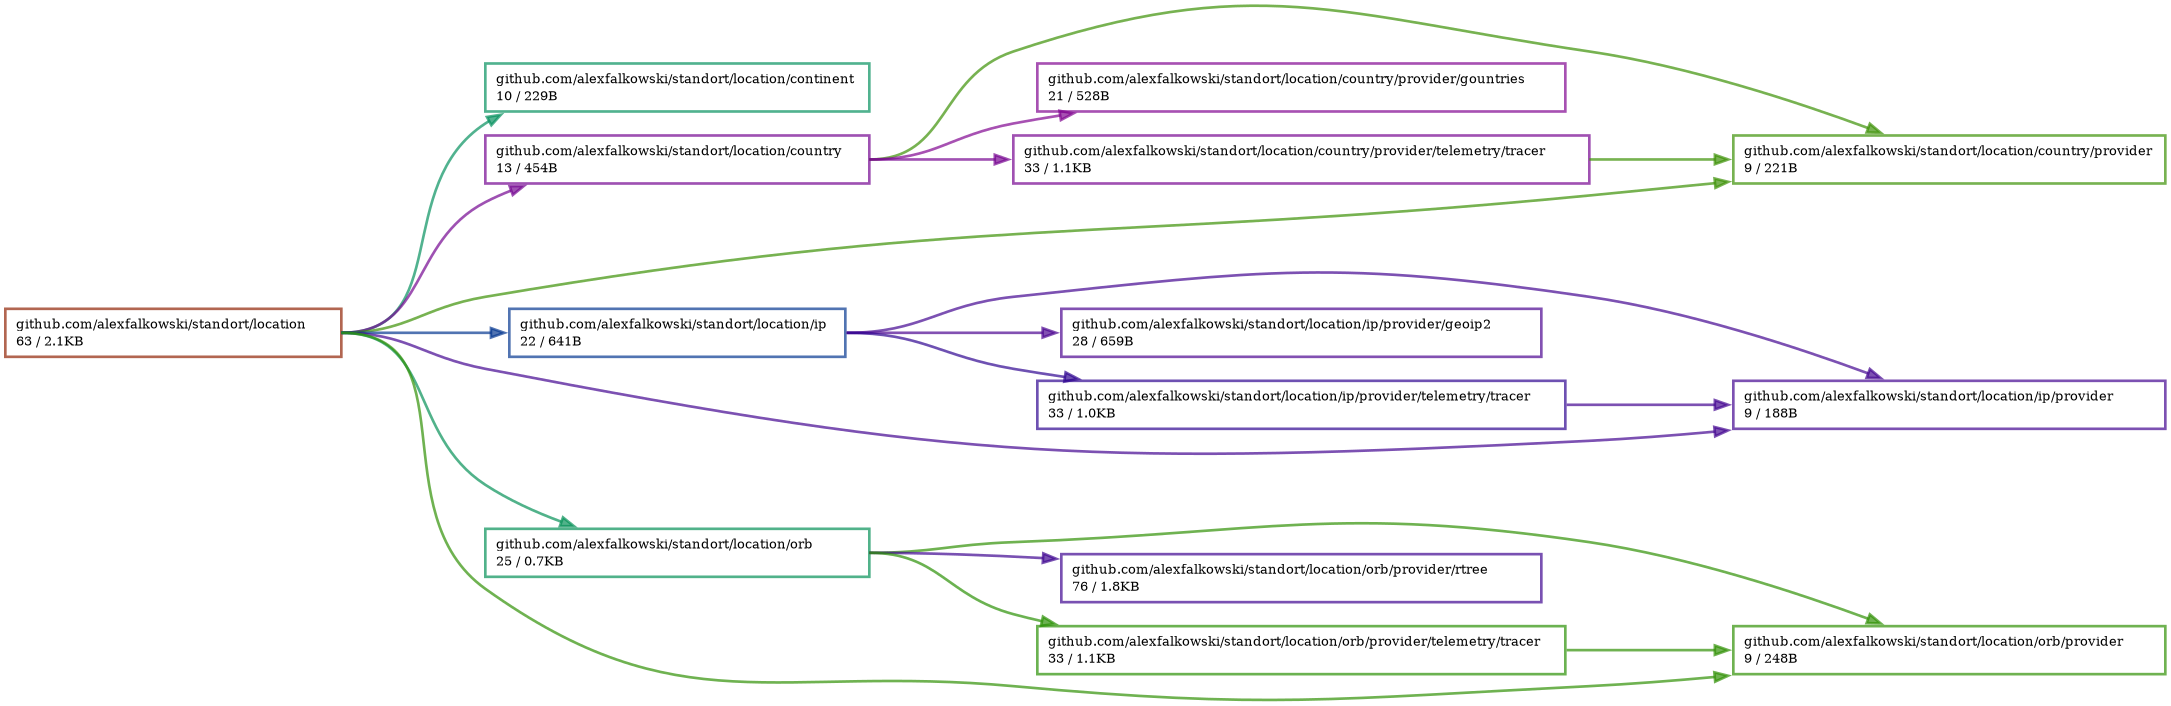 github.com/alexfalkowski/standort/location/continent
10 / 229B
github.com/alexfalkowski/standort/location/country/provider/gountries
21 / 528B
github.com/alexfalkowski/standort/location/country
13 / 454B
github.com/alexfalkowski/standort/location/country/provider/telemetry/tracer
33 / 1.1KB
github.com/alexfalkowski/standort/location/country/provider
9 / 221B
github.com/alexfalkowski/standort/location
63 / 2.1KB
github.com/alexfalkowski/standort/location/ip
22 / 641B
github.com/alexfalkowski/standort/location/ip/provider/geoip2
28 / 659B
github.com/alexfalkowski/standort/location/ip/provider/telemetry/tracer
33 / 1.0KB
github.com/alexfalkowski/standort/location/ip/provider
9 / 188B
github.com/alexfalkowski/standort/location/orb
25 / 0.7KB
github.com/alexfalkowski/standort/location/orb/provider/rtree
76 / 1.8KB
github.com/alexfalkowski/standort/location/orb/provider/telemetry/tracer
33 / 1.1KB
github.com/alexfalkowski/standort/location/orb/provider
9 / 248B